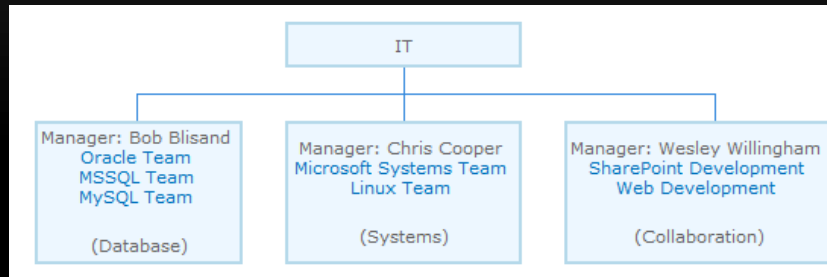 IT
Manager: Bob Blisand
Oracle Team
MSSQL Team
MySQL Team
(Database)
Manager: Chris Cooper
Microsoft Systems Team
Linux Team
(Systems)
Manager: Wesley Willingham
SharePoint Development
Web Development
(Collaboration)